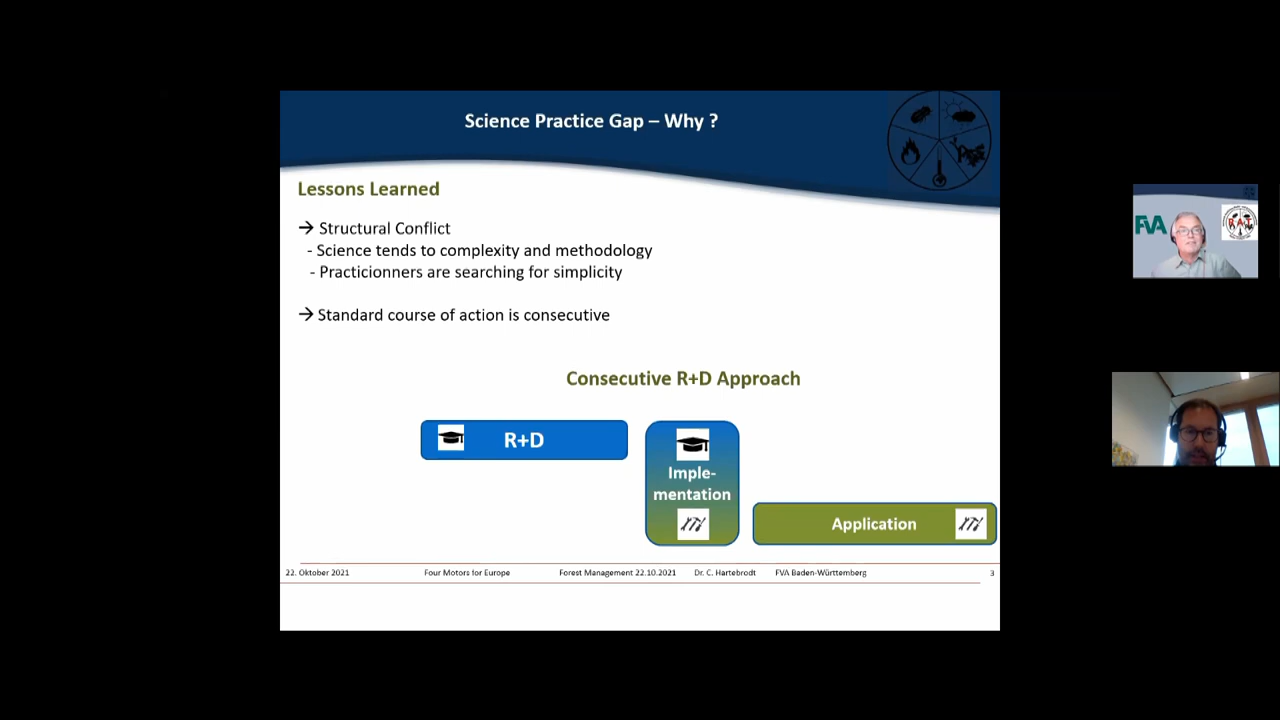 Science Practice Gap – Why ?
Lessons Learned
→ Structural Conflict
- Science tends to complexity and methodology
- Practicionners are searching for simplicity
→ Standard course of action is consecutive
Consecutive R+D Approach
R+D
Imple-
mentation
Application
22. Oktober 2021 Four Motors for Europe Forest Management 22.10.2021 Dr. C. Hartebrodt FVA Baden-Württemberg 3
FVA